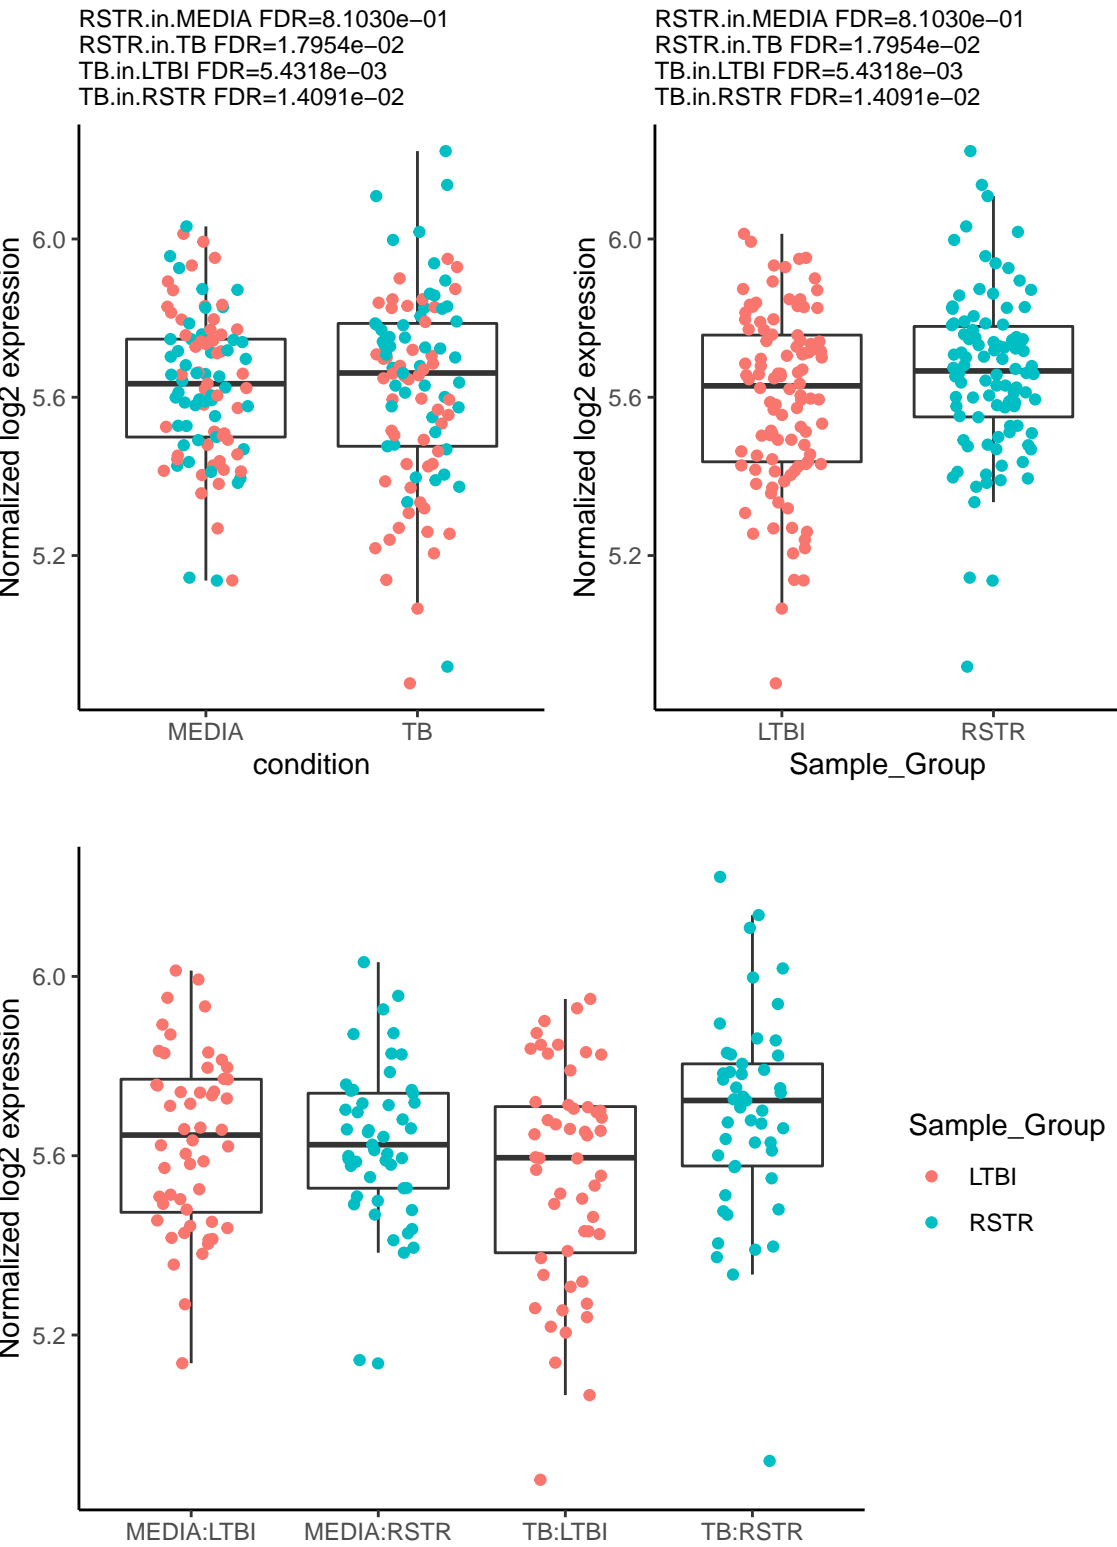 RSTR.in.MEDIA FDR=8.1030e−01
RSTR.in.TB FDR=1.7954e−02
TB.in.LTBI FDR=5.4318e−03
TB.in.RSTR FDR=1.4091e−02
Normalized log2 expression
6.0
5.6
5.2
MEDIA
TB
condition
RSTR.in.MEDIA FDR=8.1030e−01
RSTR.in.TB FDR=1.7954e−02
TB.in.LTBI FDR=5.4318e−03
TB.in.RSTR FDR=1.4091e−02
Normalized log2 expression
6.0
5.6
5.2
LTBI
RSTR
Sample_Group
Normalized log2 expression
6.0
5.6
5.2
MEDIA:LTBI
MEDIA:RSTR
TB:LTBI
TB:RSTR
Sample_Group
LTBI
RSTR